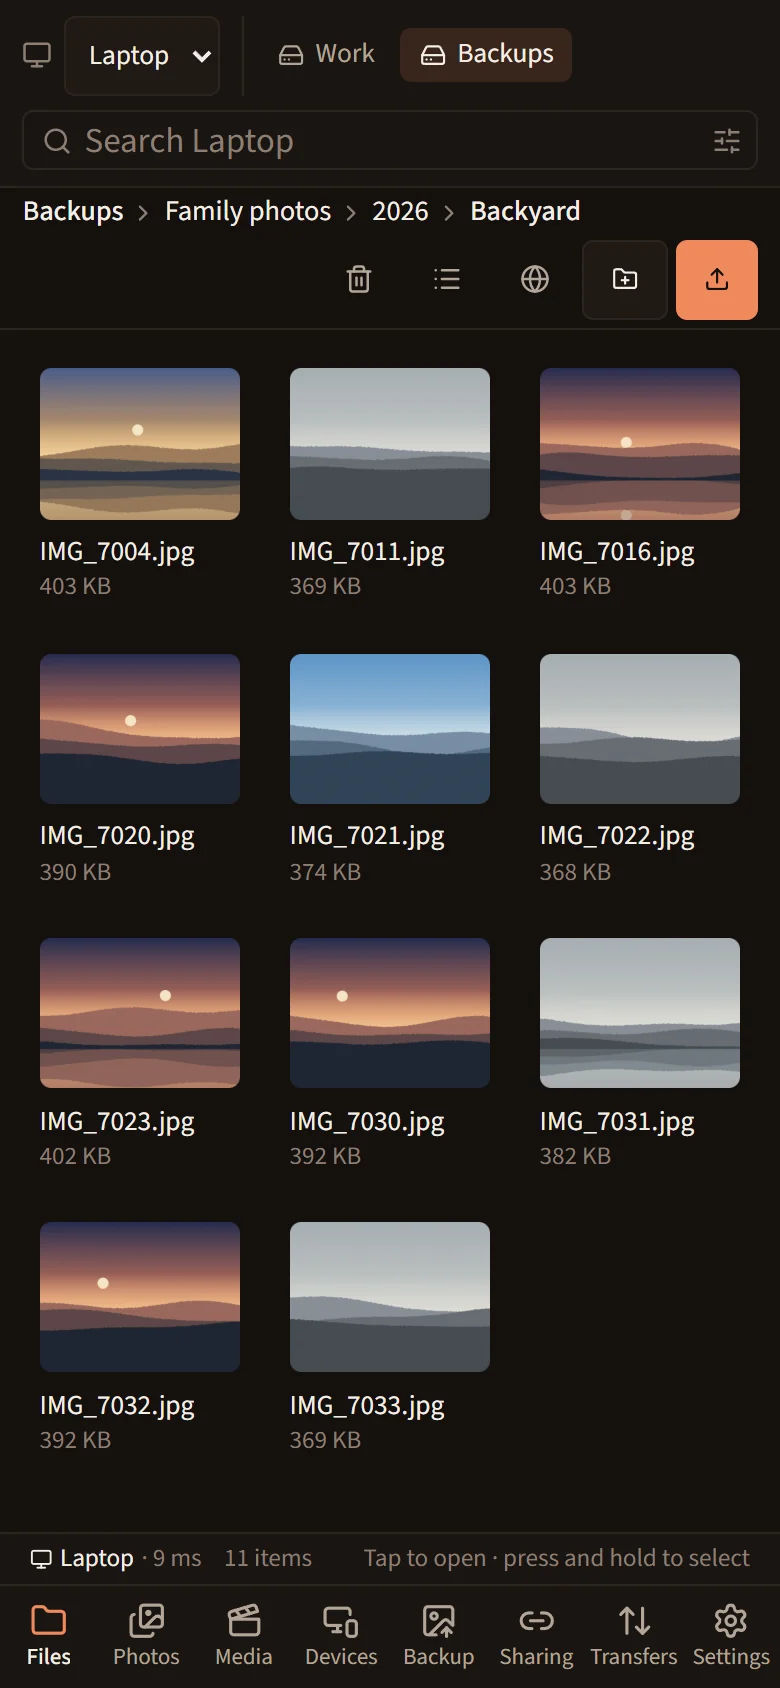 Laptop Work Backups
Search Laptop
Backups > Family photos > 2026 > Backyard
IMG_7004.jpg IMG_7011.jpg IMG_7016.jpg
403 KB 369 KB 403 KB
IMG_7020.jpg IMG_7021.jpg IMG_7022.jpg
390 KB 374 KB 368 KB
IMG_7023.jpg IMG_7030.jpg IMG_7031.jpg
402 KB 392 KB 382 KB
IMG_7032.jpg IMG_7033.jpg
392 KB 369 KB
Laptop · 9 ms 11 items Tap to open · press and hold to select
Files Photos Media Devices Backup Sharing Transfers Settings